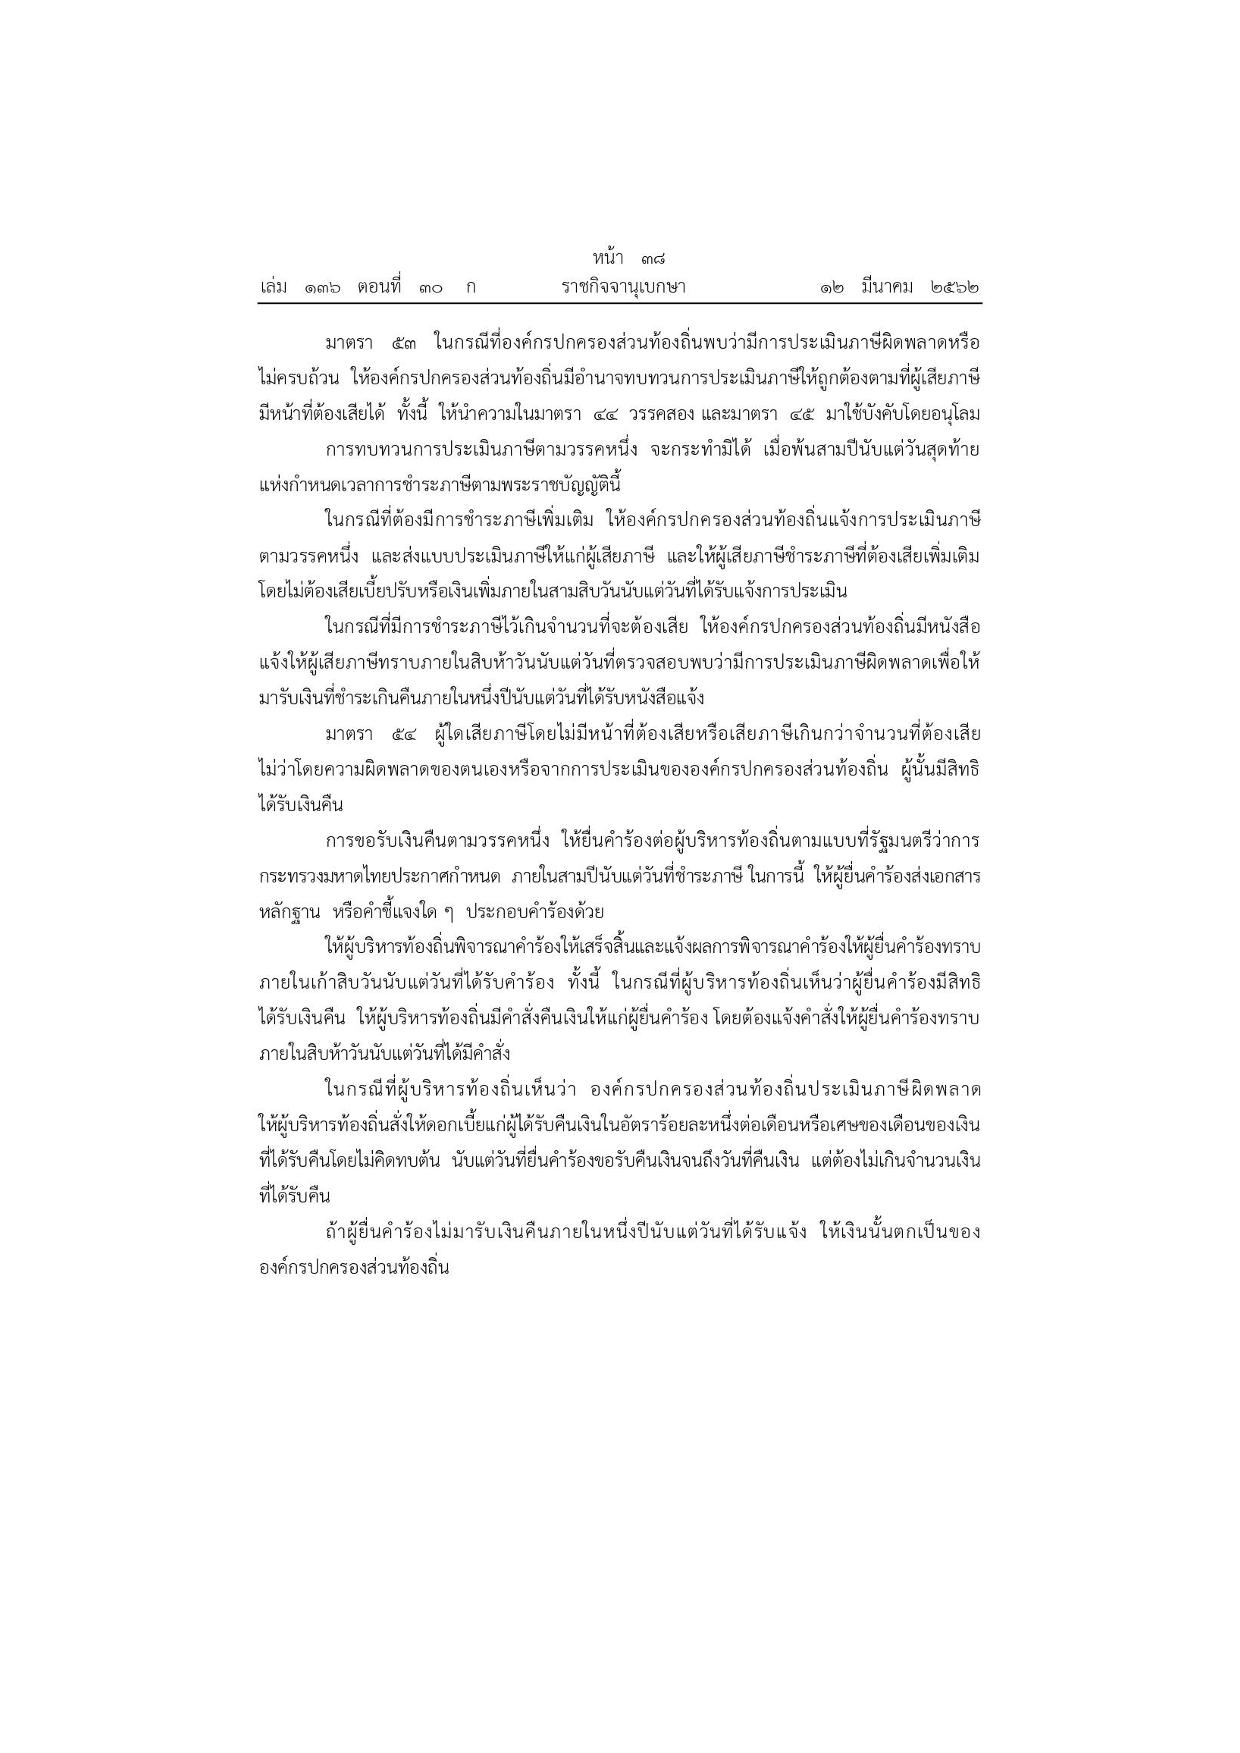 หน้า ๓๘
เล่ม ๑๓๖ ตอนที่ ๓๐ ก ราชกิจจานุเบกษา ๑๒ มีนาคม ๒๕๖๒
มาตรา ๕๓ ในกรณีที่องค์กรปกครองส่วนท้องถิ่นพบว่ามีการประเมินภาษีผิดพลาดหรือ
ไม่ครบถ้วน ให้องค์กรปกครองส่วนท้องถิ่นมีอำนาจทบทวนการประเมินภาษีให้ถูกต้องตามที่ผู้เสียภาษี
มีหน้าที่ต้องเสียได้ ทั้งนี้ ให้นำความในมาตรา ๔๔ วรรคสอง และมาตรา ๔๕ มาใช้บังคับโดยอนุโลม
การทบทวนการประเมินภาษีตามวรรคหนึ่ง จะกระทำมิได้ เมื่อพ้นสามปีนับแต่วันสุดท้าย
แห่งกำหนดเวลาการชำระภาษีตามพระราชบัญญัตินี้
ในกรณีที่ต้องมีการชำระภาษีเพิ่มเติม ให้องค์กรปกครองส่วนท้องถิ่นแจ้งการประเมินภาษี
ตามวรรคหนึ่ง และส่งแบบประเมินภาษีให้แก่ผู้เสียภาษี และให้ผู้เสียภาษีชำระภาษีที่ต้องเสียเพิ่มเติม
โดยไม่ต้องเสียเบี้ยปรับหรือเงินเพิ่มภายในสามสิบวันนับแต่วันที่ได้รับแจ้งการประเมิน
ในกรณีที่มีการชำระภาษีไว้เกินจำนวนที่จะต้องเสีย ให้องค์กรปกครองส่วนท้องถิ่นมีหนังสือ
แจ้งให้ผู้เสียภาษีทราบภายในสิบห้าวันนับแต่วันที่ตรวจสอบพบว่ามีการประเมินภาษีผิดพลาดเพื่อให้
มารับเงินที่ชำระเกินคืนภายในหนึ่งปีนับแต่วันที่ได้รับหนังสือแจ้ง
มาตรา ๕๔ ผู้ใดเสียภาษีโดยไม่มีหน้าที่ต้องเสียหรือเสียภาษีเกินกว่าจำนวนที่ต้องเสีย
ไม่ว่าโดยความผิดพลาดของตนเองหรือจากการประเมินขององค์กรปกครองส่วนท้องถิ่น ผู้นั้นมีสิทธิ
ได้รับเงินคืน
การขอรับเงินคืนตามวรรคหนึ่ง ให้ยื่นคำร้องต่อผู้บริหารท้องถิ่นตามแบบที่รัฐมนตรีว่าการ
กระทรวงมหาดไทยประกาศกำหนด ภายในสามปีนับแต่วันที่ชำระภาษี ในการนี้ ให้ผู้ยื่นคำร้องส่งเอกสาร
หลักฐาน หรือคำชี้แจงใด ๆ ประกอบคำร้องด้วย
ให้ผู้บริหารท้องถิ่นพิจารณาคำร้องให้เสร็จสิ้นและแจ้งผลการพิจารณาคำร้องให้ผู้ยื่นคำร้องทราบ
ภายในเก้าสิบวันนับแต่วันที่ได้รับคำร้อง ทั้งนี้ ในกรณีที่ผู้บริหารท้องถิ่นเห็นว่าผู้ยื่นคำร้องมีสิทธิ
ได้รับเงินคืน ให้ผู้บริหารท้องถิ่นมีคำสั่งคืนเงินให้แก่ผู้ยื่นคำร้อง โดยต้องแจ้งคำสั่งให้ผู้ยื่นคำร้องทราบ
ภายในสิบห้าวันนับแต่วันที่ได้มีคำสั่ง
ในกรณีที่ผู้บริหารท้องถิ่นเห็นว่า องค์กรปกครองส่วนท้องถิ่นประเมินภาษีผิดพลาด
ให้ผู้บริหารท้องถิ่นสั่งให้ดอกเบี้ยแก่ผู้ได้รับคืนเงินในอัตราร้อยละหนึ่งต่อเดือนหรือเศษของเดือนของเงิน
ที่ได้รับคืนโดยไม่คิดทบต้น นับแต่วันที่ยื่นคำร้องขอรับคืนเงินจนถึงวันที่คืนเงิน แต่ต้องไม่เกินจำนวนเงิน
ที่ได้รับคืน
ถ้าผู้ยื่นคำร้องไม่มารับเงินคืนภายในหนึ่งปีนับแต่วันที่ได้รับแจ้ง ให้เงินนั้นตกเป็นของ
องค์กรปกครองส่วนท้องถิ่น